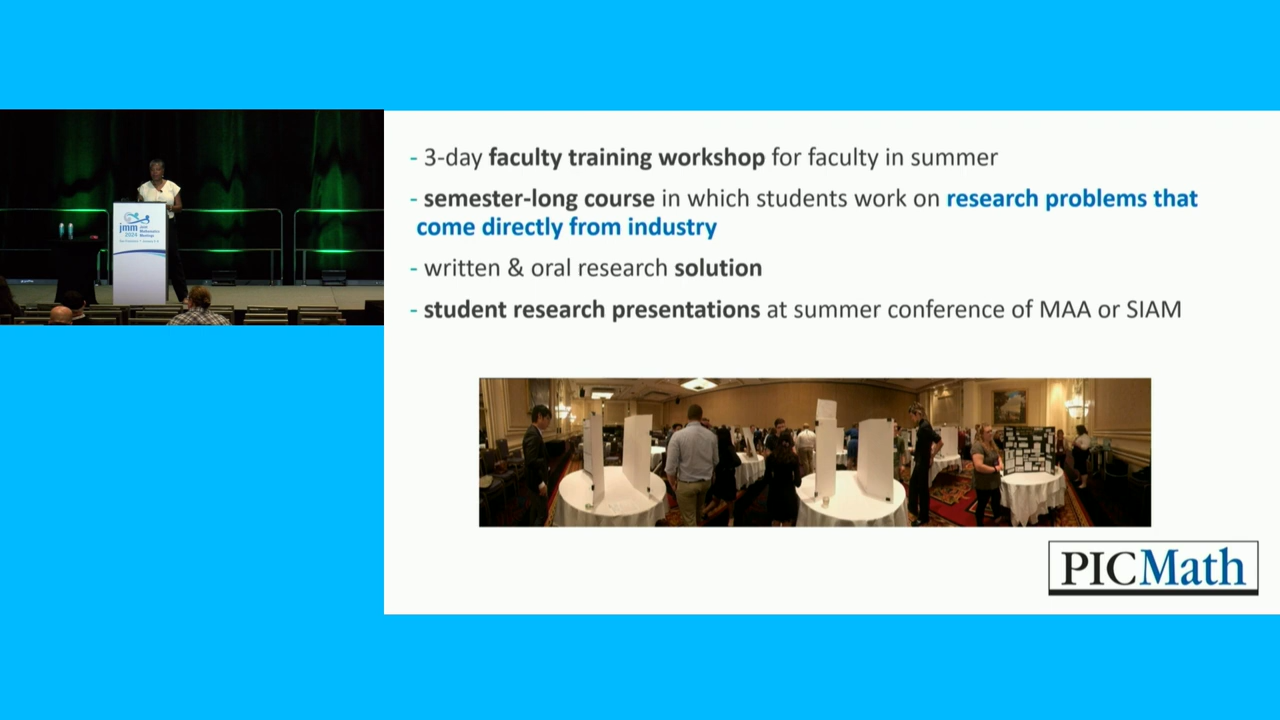 jmm
2024
- 3-day faculty training workshop for faculty in summer
- semester-long course in which students work on research problems that
come directly from industry
- written & oral research solution
- student research presentations at summer conference of MAA or SIAM
PICMath